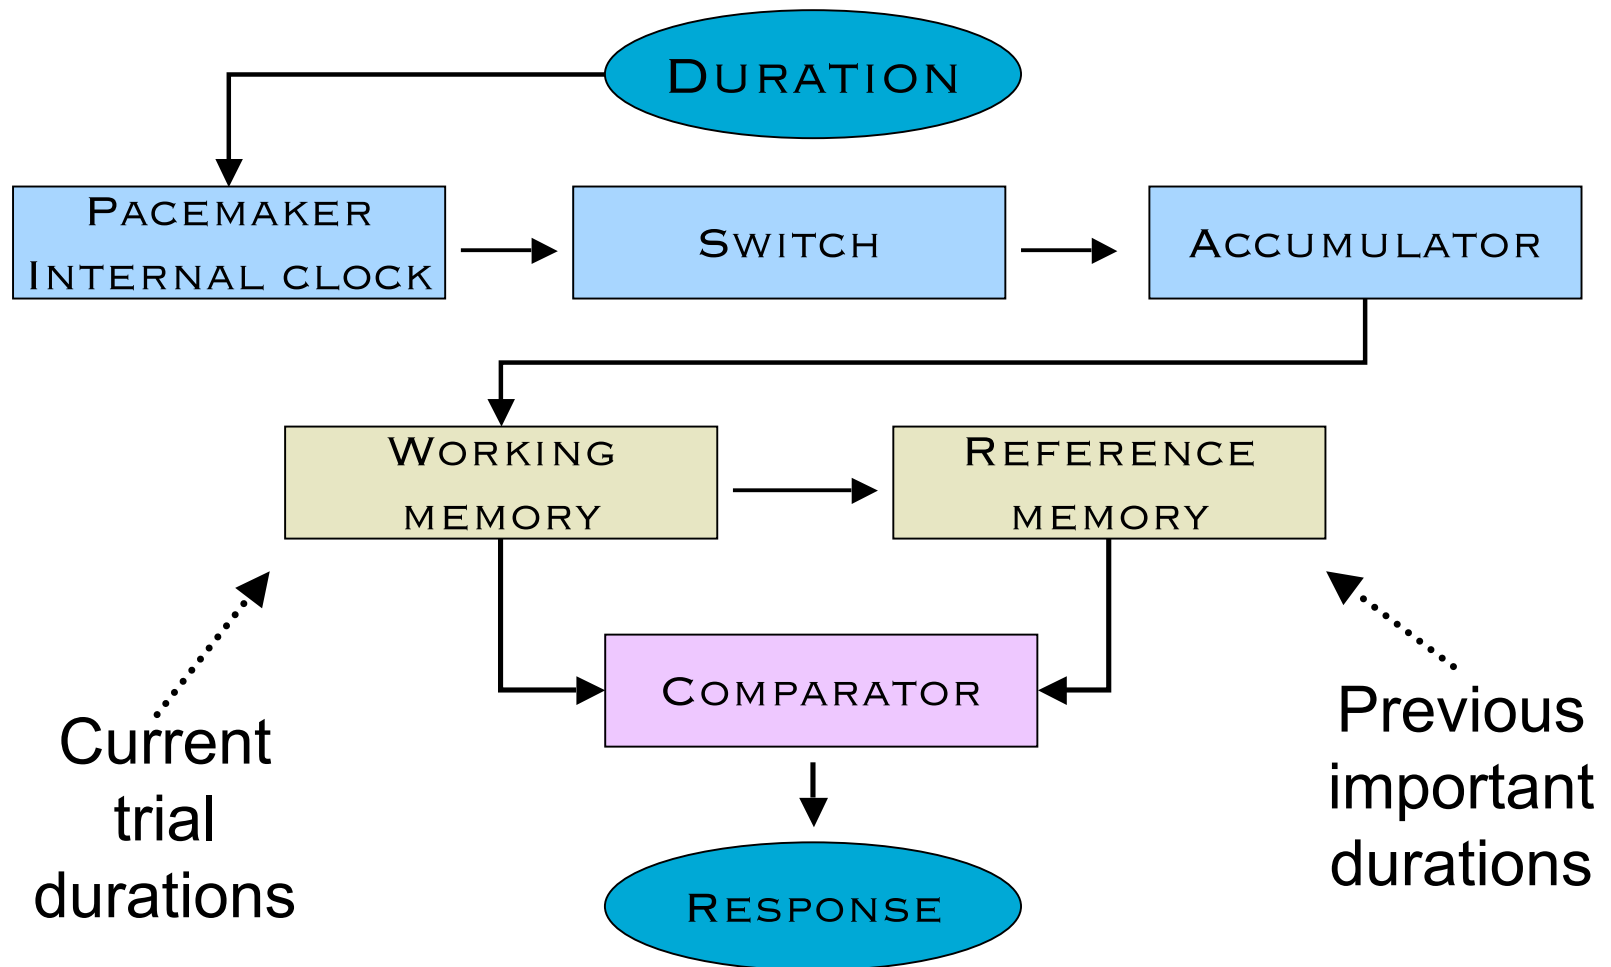 Duration
Pacemaker
Internal clock
Switch
Accumulator
Working
memory
Reference
memory
Comparator
Current
trial
durations
Previous
important
durations
Response